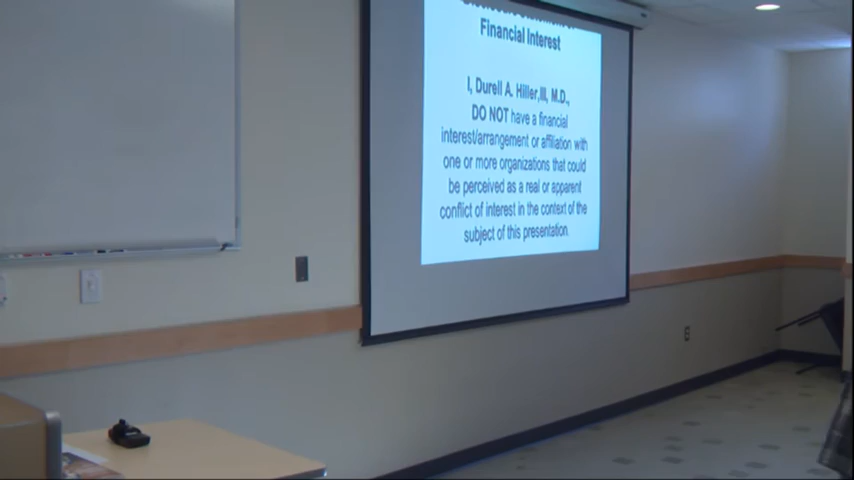 Financial Interest
I, Durell A. Hiller,III, M.D.,
DO NOT have a financial
interest/arrangement or affiliation with
one or more organizations that could
be perceived as a real or apparent
conflict of interest in the context of the
subject of this presentation.